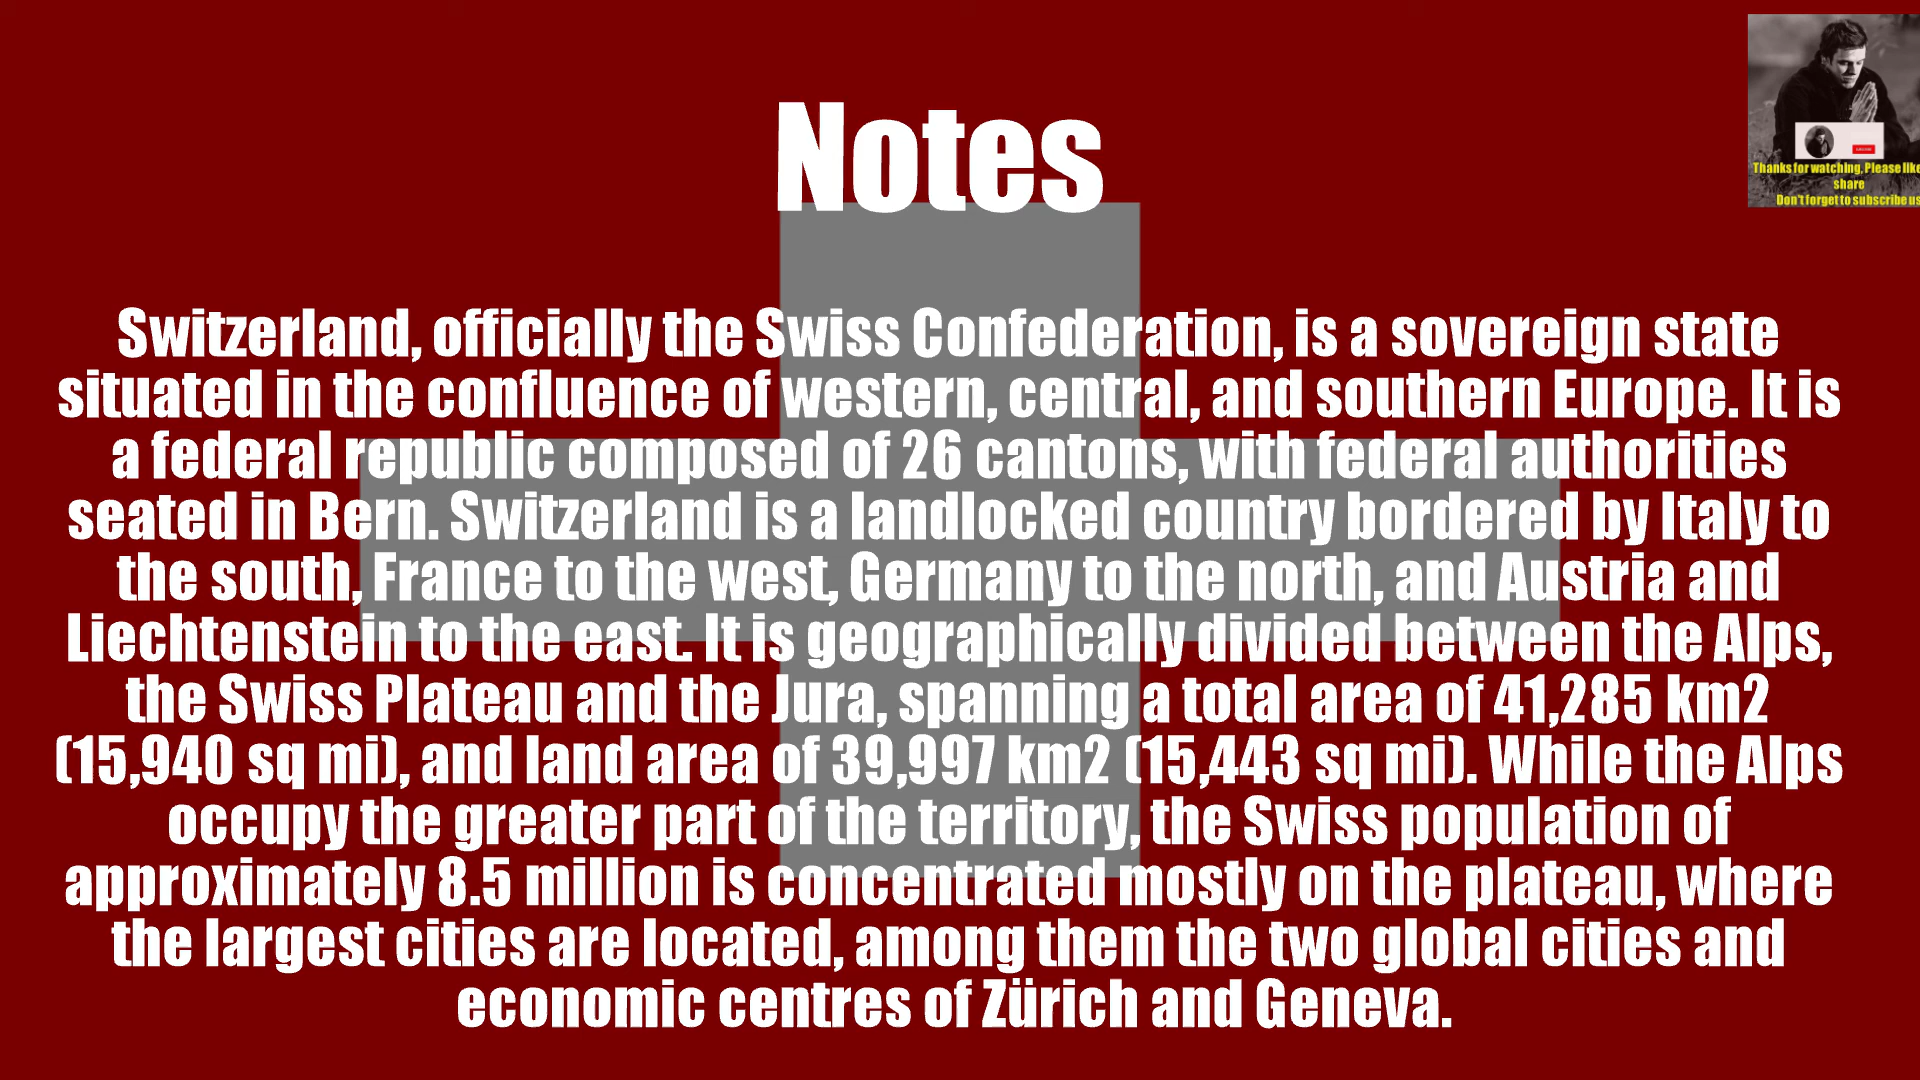 Notes
Thanks for watching, Please like
share
Don't forget to subscribe us
Switzerland, officially the Swiss Confederation, is a sovereign state
situated in the confluence of western, central, and southern Europe. It is
a federal republic composed of 26 cantons, with federal authorities
seated in Bern. Switzerland is a landlocked country bordered by Italy to
the south, France to the west, Germany to the north, and Austria and
Liechtenstein to the east. It is geographically divided between the Alps,
the Swiss Plateau and the Jura, spanning a total area of 41,285 km2
(15,940 sq mi), and land area of 39,997 km2 (15,443 sq mi). While the Alps
occupy the greater part of the territory, the Swiss population of
approximately 8.5 million is concentrated mostly on the plateau, where
the largest cities are located, among them the two global cities and
economic centres of Zürich and Geneva.